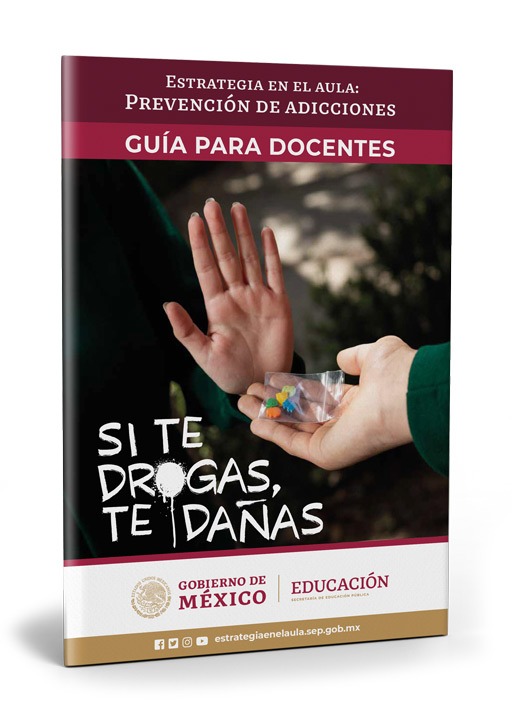 ESTRATEGIA EN EL AULA:
PREVENCIÓN DE ADICCIONES
GUÍA PARA DOCENTES
SI TE
DROGAS,
TE DAÑAS
GOBIERNO DE
MÉXICO
EDUCACIÓN
SECRETARÍA DE EDUCACIÓN PÚBLICA
estrategiaenelaula.sep.gob.mx